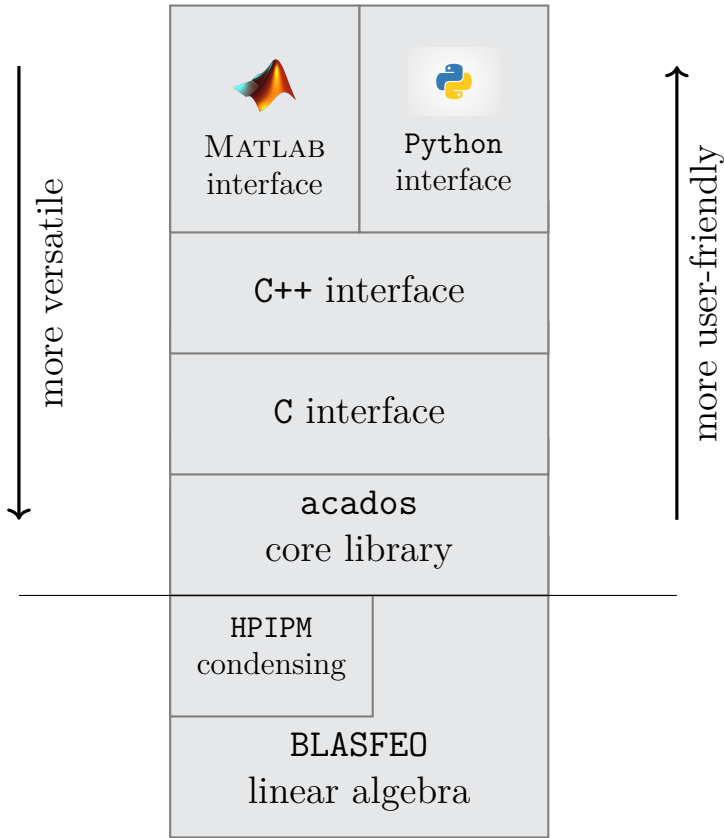 MATLAB
interface
Python
interface
more versatile
more user-friendly
C++ interface
C interface
acados
core library
HPIPM
condensing
BLASFEO
linear algebra